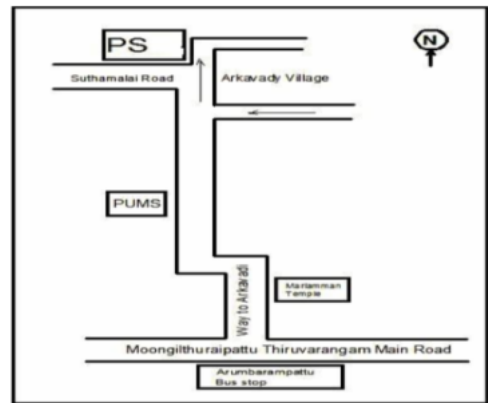 PS
N
Suthamalai Road
Arkavady Village
PUMS
Way to Arkavadi
Mariamman
Temple
Moongilthuraipattu Thiruvarangam Main Road
Arumbarampattu
Bus stop